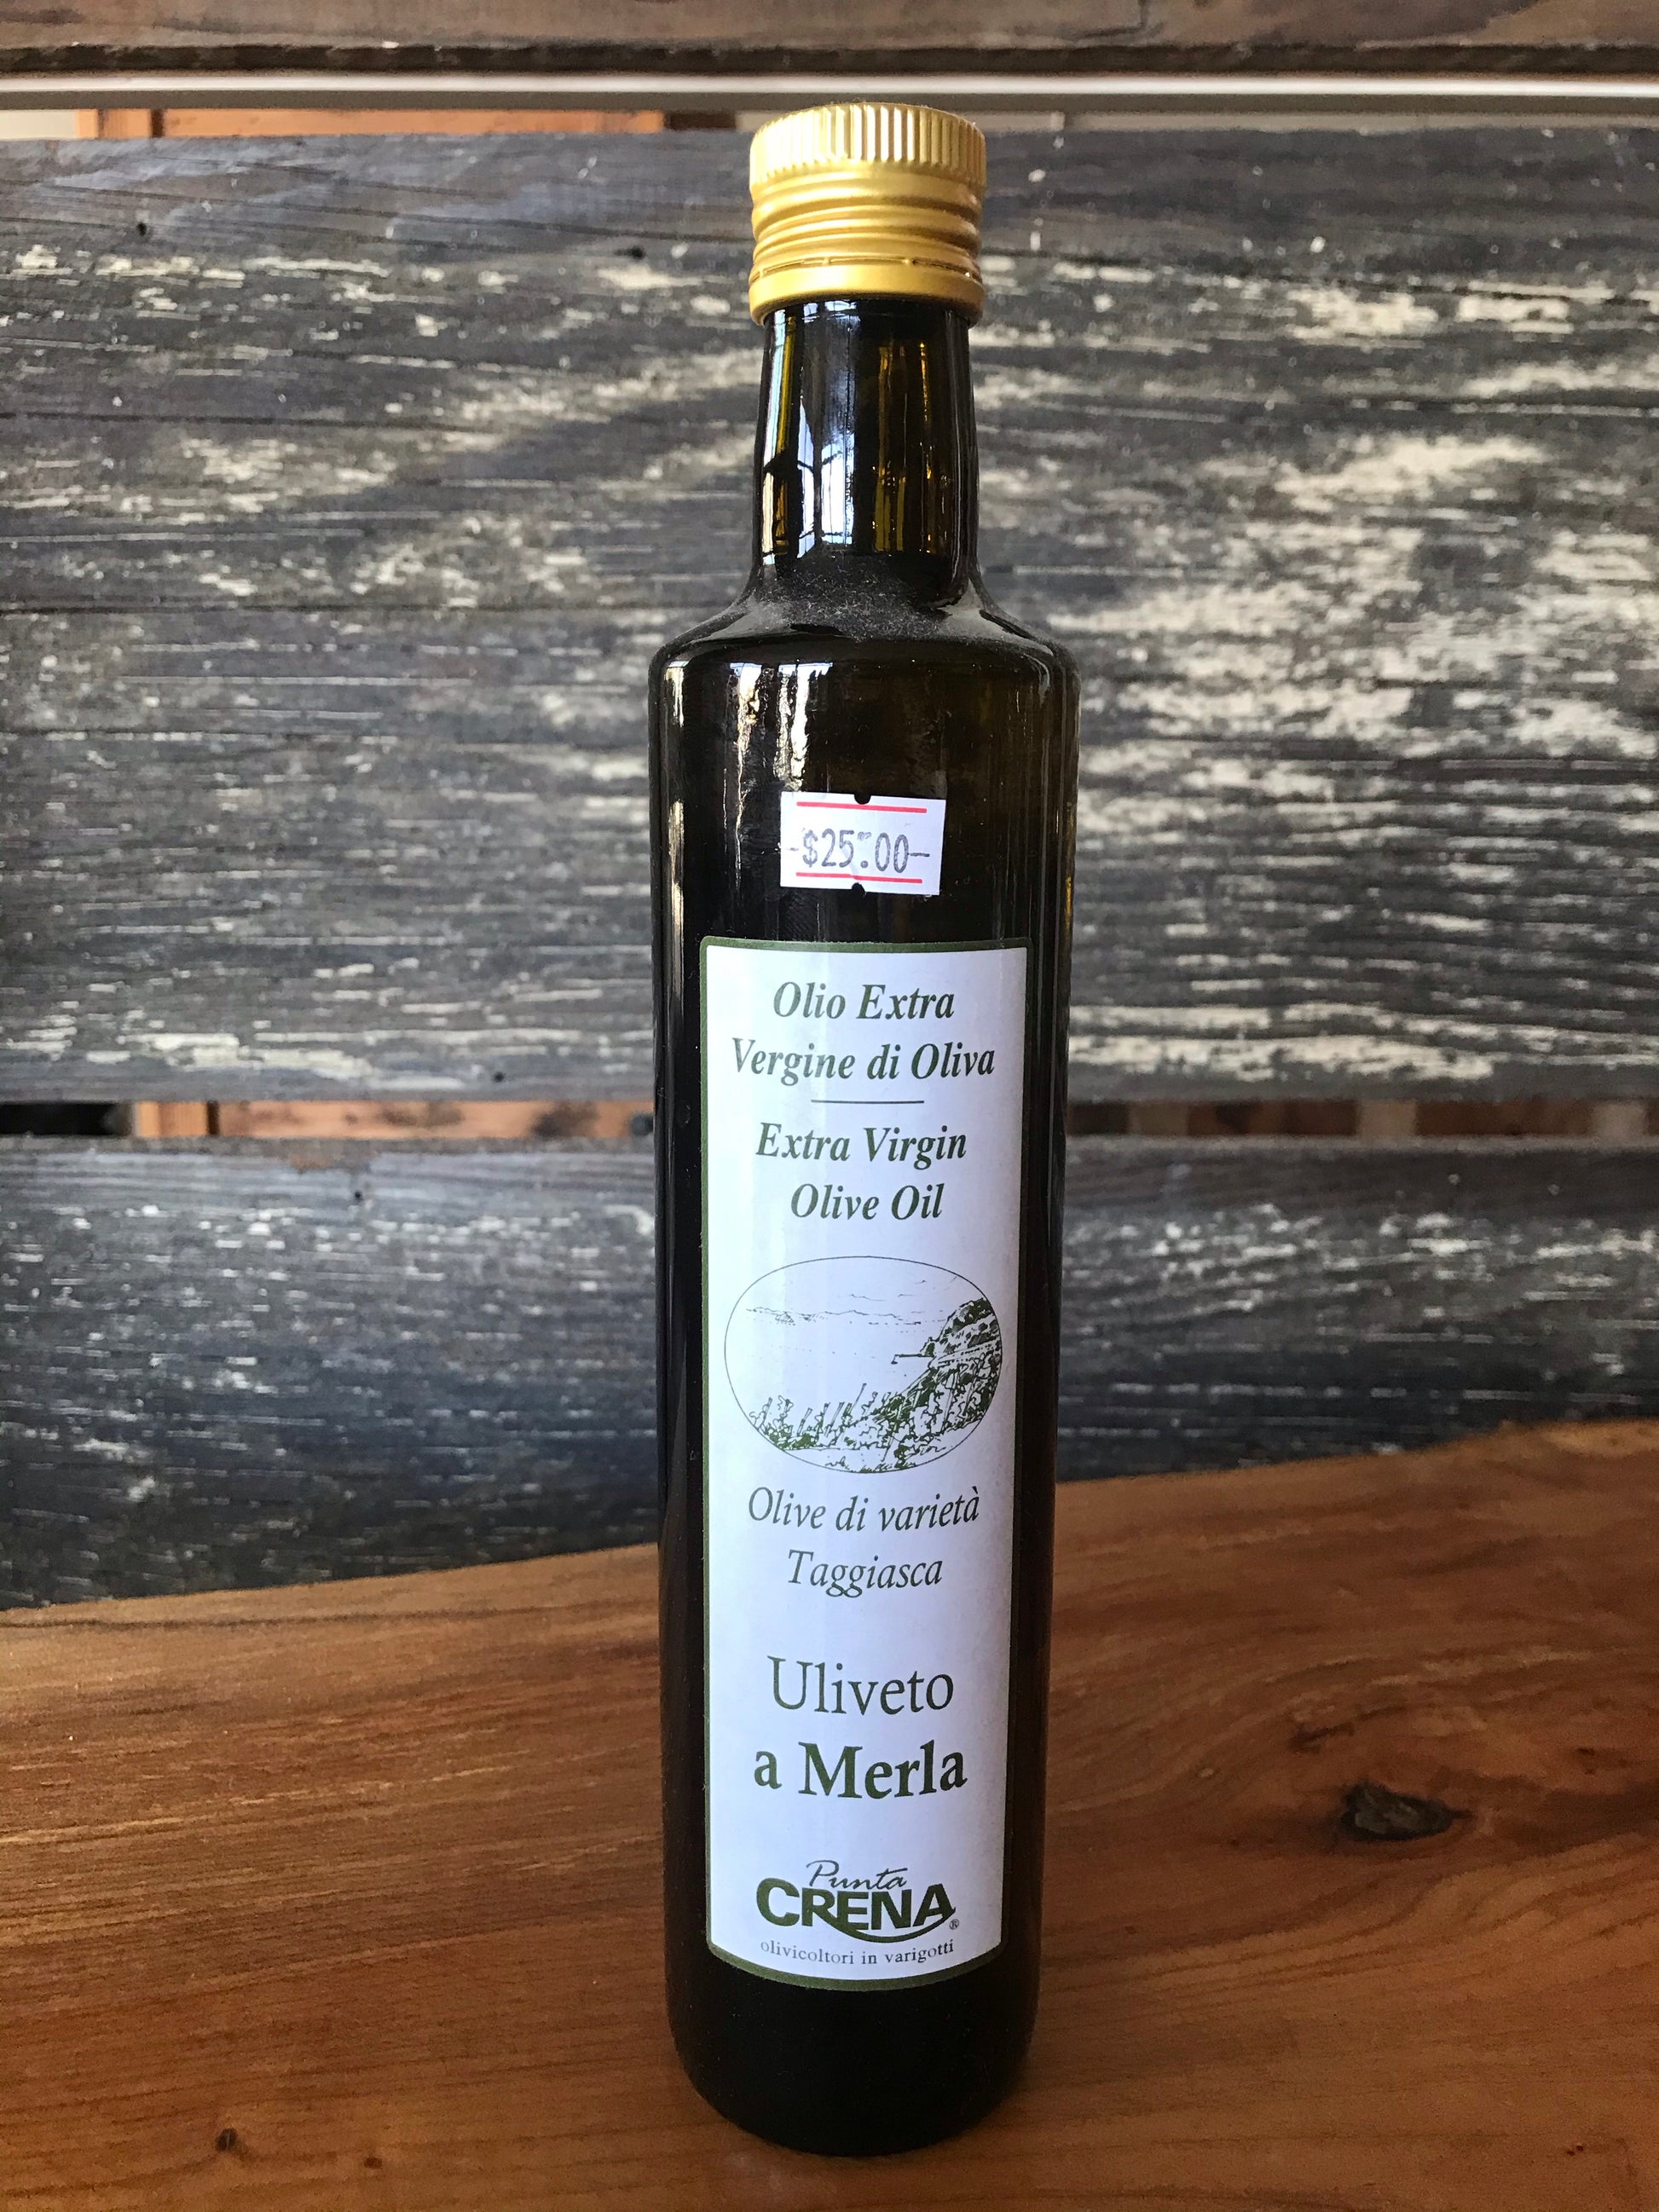 $25.00
Olio Extra
Vergine di Oliva
Extra Virgin
Olive Oil
Olive di varietà
Taggiasca
Uliveto
a Merla
Punta
CRENA®
olivicoltori in varigotti